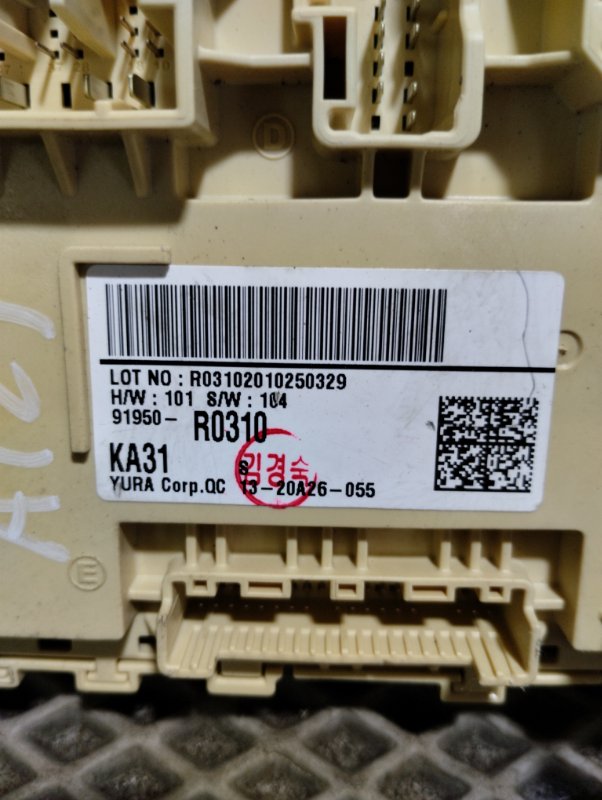 D
LOT NO : R03102010250329
H/W : 101 S/W : 104
91950- R0310
KA31 S
김경숙
YURA Corp.QC 13-20A26-055
E